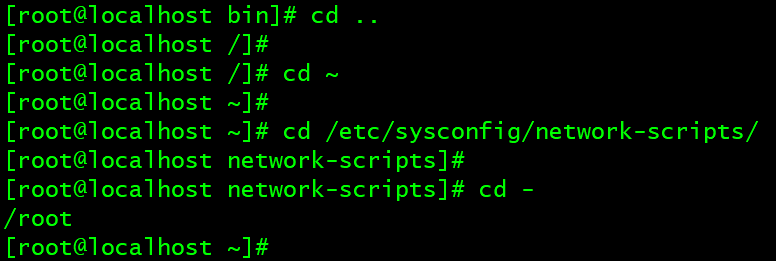 [root@localhost bin]# cd ..
[root@localhost /]#
[root@localhost /]# cd ~
[root@localhost ~]#
[root@localhost ~]# cd /etc/sysconfig/network-scripts/
[root@localhost network-scripts]#
[root@localhost network-scripts]# cd -
/root
[root@localhost ~]#